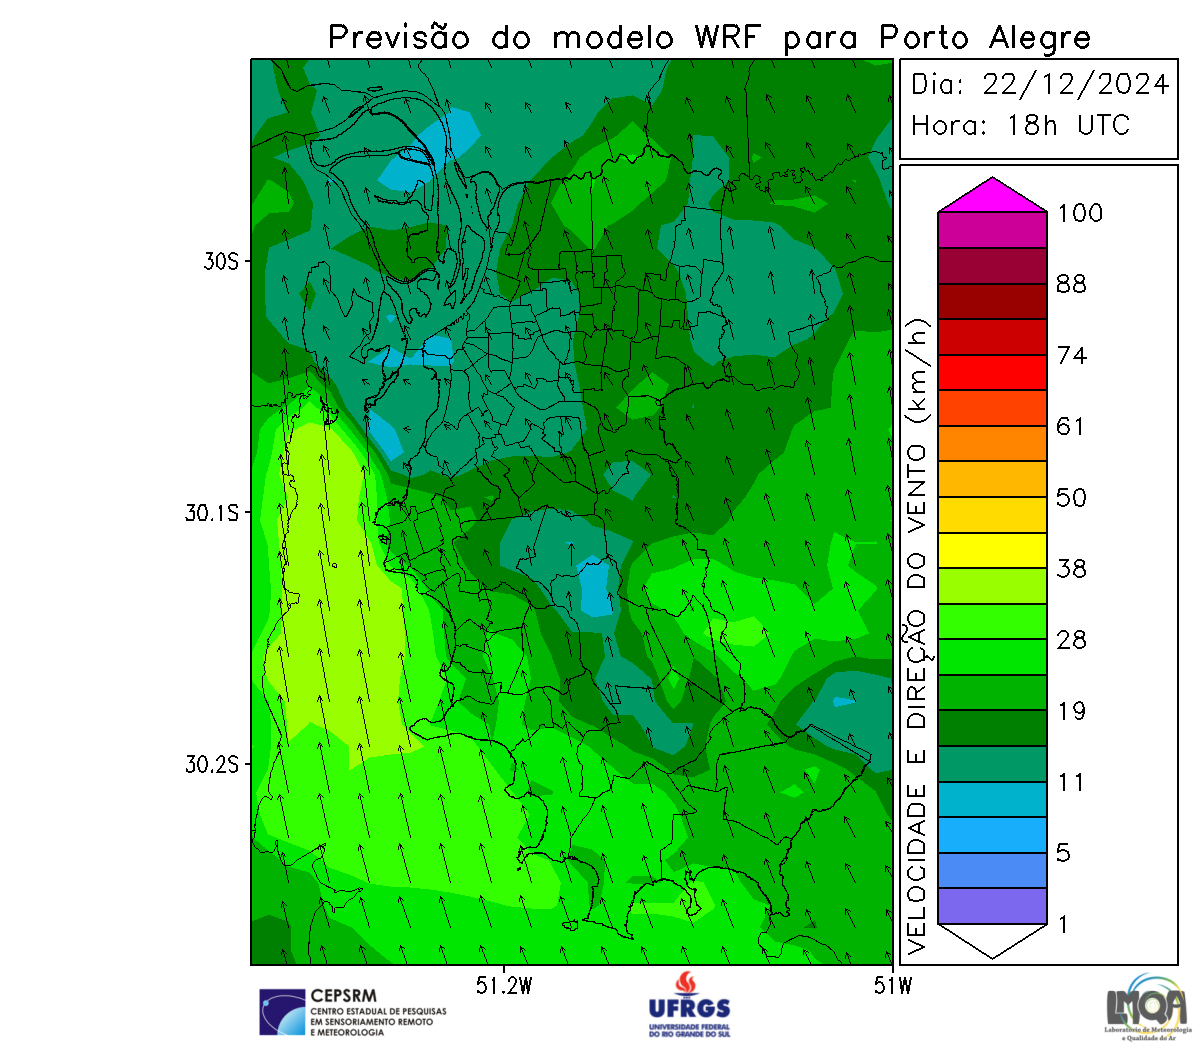 Previsão do modelo WRF para Porto Alegre
Dia: 22/12/2024
Hora: 18h UTC
100
88
74
61
50
38
28
19
11
5
1
VELOCIDADE E DIREÇÃO DO VENTO (km/h)
30S
30.1S
30.2S
51.2W
51W
CEPSRM
CENTRO ESTADUAL DE PESQUISAS
EM SENSORIAMENTO REMOTO
E METEOROLOGIA
UFRGS
UNIVERSIDADE FEDERAL
DO RIO GRANDE DO SUL
LMQA
Laboratório de Meteorologia
e Qualidade do Ar